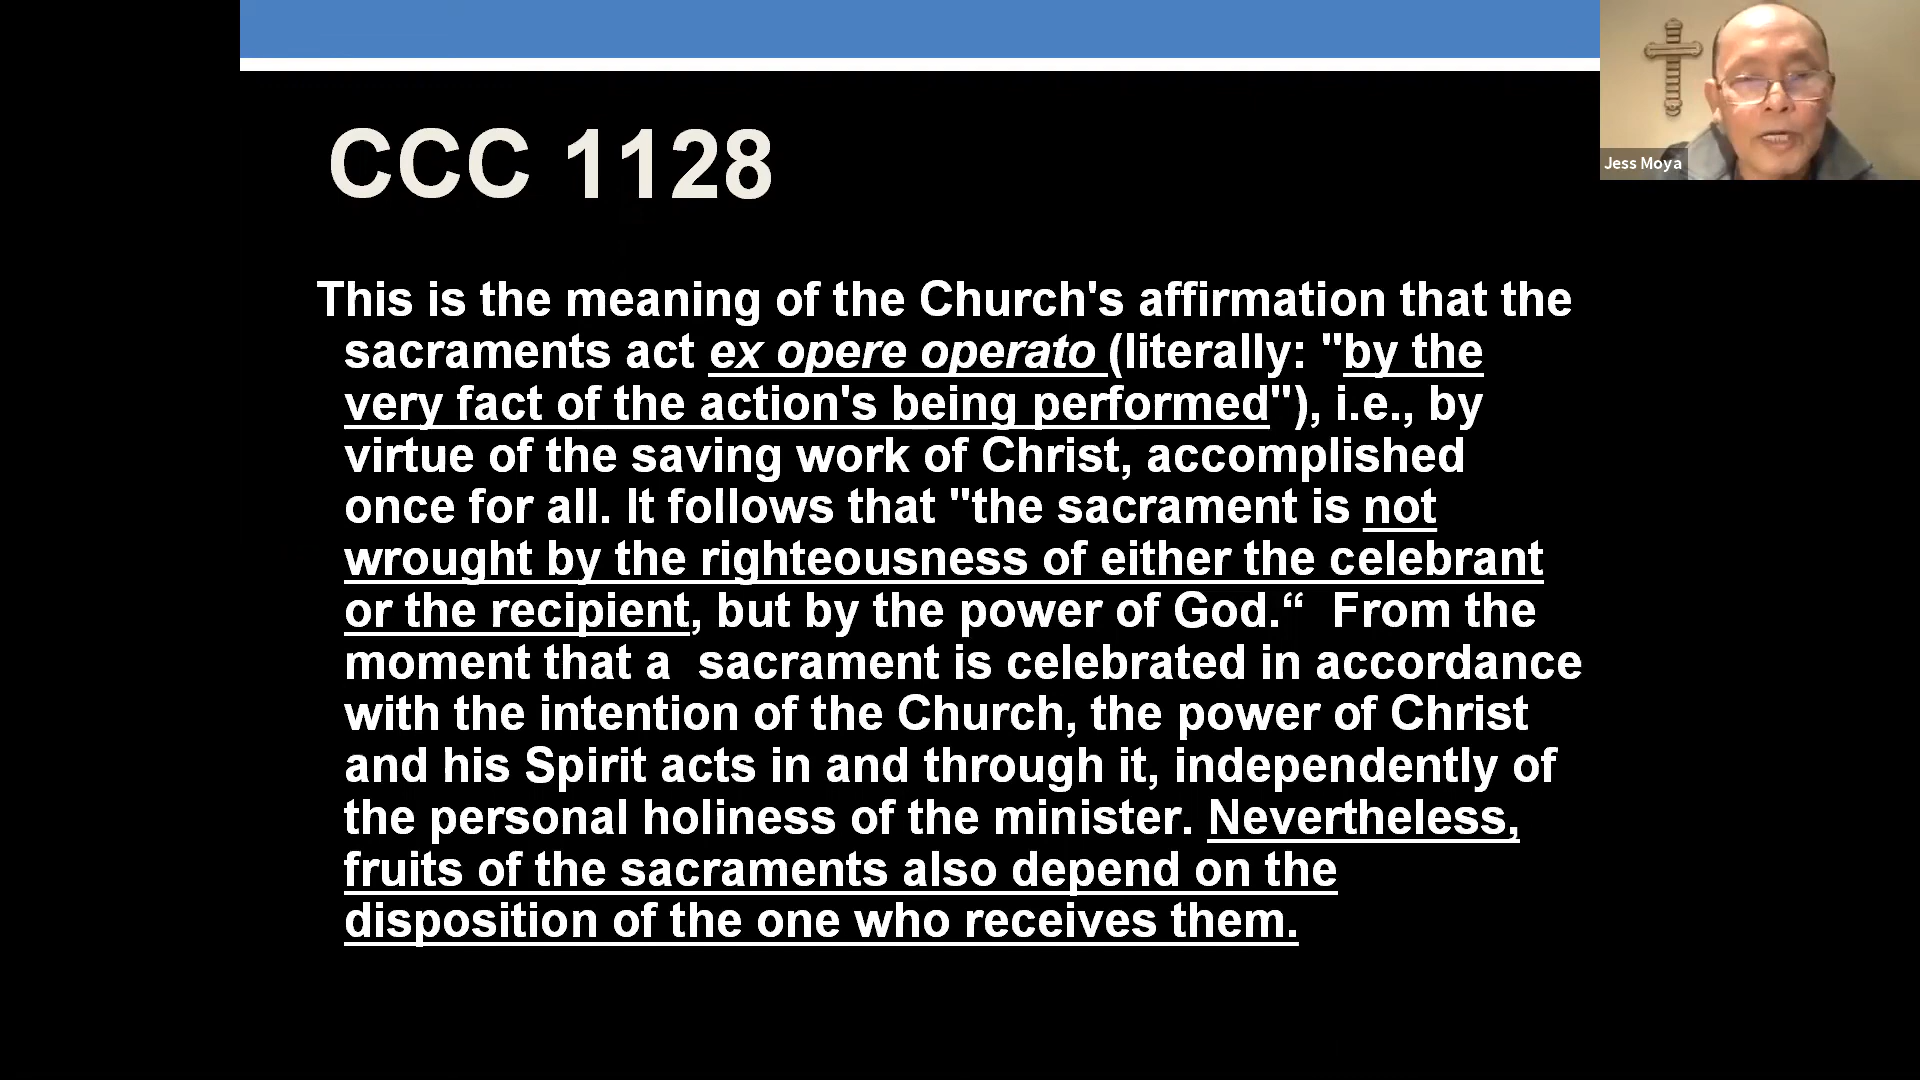 CCC 1128
Jess Moya
This is the meaning of the Church's affirmation that the
sacraments act ex opere operato (literally: "by the
very fact of the action's being performed"), i.e., by
virtue of the saving work of Christ, accomplished
once for all. It follows that "the sacrament is not
wrought by the righteousness of either the celebrant
or the recipient, but by the power of God.“  From the
moment that a  sacrament is celebrated in accordance
with the intention of the Church, the power of Christ
and his Spirit acts in and through it, independently of
the personal holiness of the minister. Nevertheless,
fruits of the sacraments also depend on the
disposition of the one who receives them.